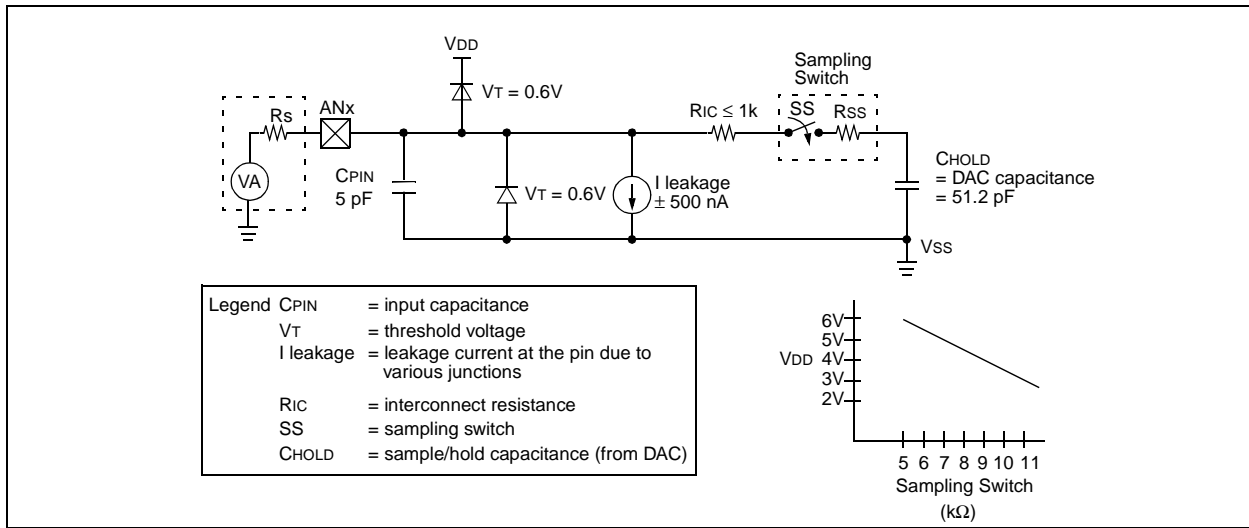 VDD
Sampling
Switch
VT = 0.6V
ANx
Rs
RIC ≤ 1k
SS
RSS
VA
CPIN
5 pF
VT = 0.6V
I leakage
± 500 nA
CHOLD
= DAC capacitance
= 51.2 pF
VSS
Legend CPIN = input capacitance
VT = threshold voltage
I leakage = leakage current at the pin due to
various junctions
RIC = interconnect resistance
SS = sampling switch
CHOLD = sample/hold capacitance (from DAC)
6V
5V
VDD 4V
3V
2V
5 6 7 8 9 10 11
Sampling Switch
(kΩ)